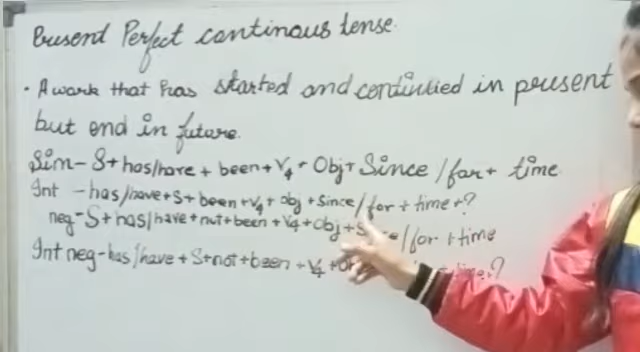 Present Perfect continous tense.
• A work that has started and continued in present
but end in future.
Sim - S + has/have + been + V4 + Obj + Since/for + time
Int - has/have + S + been + V4 + obj + since/for + time + ?
neg - S + has/have + not + been + V4 + Obj + /for + time
Int neg - has/have + S + not + been + V4 + ?